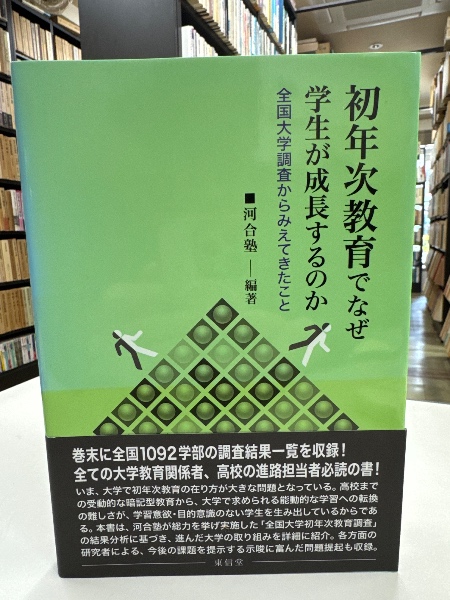 初年次教育でなぜ
学生が成長するのか
全国大学調査からみえてきたこと
■河合塾―編著
巻末に全国1092学部の調査結果一覧を収録！
全ての大学教育関係者、高校の進路担当者必読の書！
いま、大学で初年次教育の在り方が大きな問題となっている。高校まで
の受動的な暗記型教育から、大学で求められる能動的な学習への転換
の難しさが、学習意欲・目的意識のない学生を生み出しているからであ
る。本書は、河合塾が総力を挙げ実施した「全国大学初年次教育調査」
の結果分析に基づき、進んだ大学の取り組みを詳細に紹介。各方面の
研究者による、今後の課題を提示する示唆に富んだ問題提起も収録。
東信堂